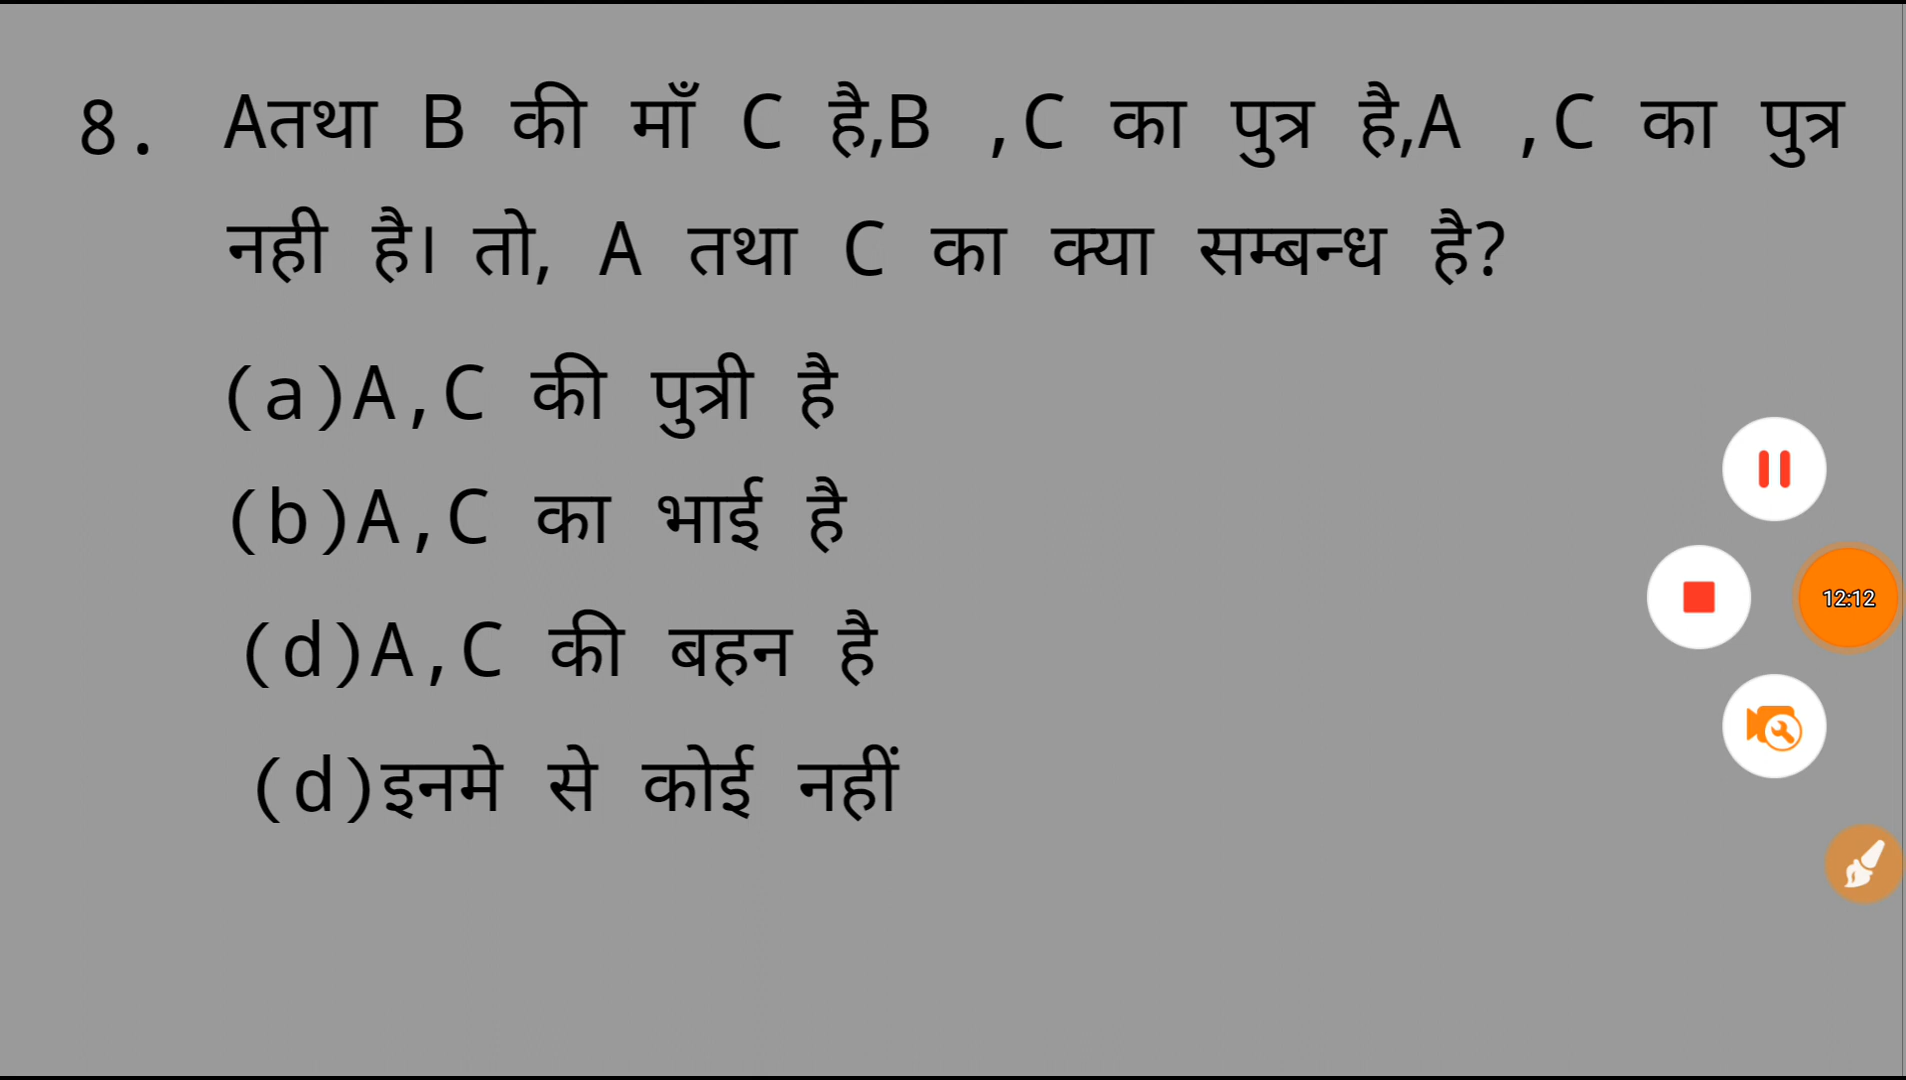 8. Aतथा B की माँ C है,B ,C का पुत्र है,A ,C का पुत्र
नही है। तो, A तथा C का क्या सम्बन्ध है?
(a)A,C की पुत्री है
(b)A,C का भाई है
(d)A,C की बहन है
(d)इनमे से कोई नहीं
12:12